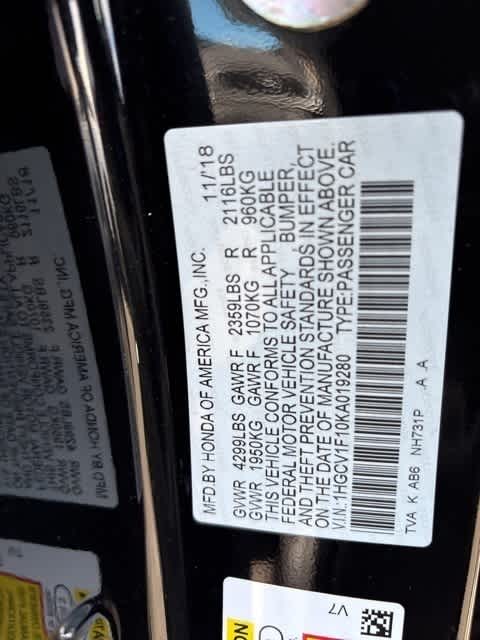 MFD.BY HONDA OF AMERICA MFG.,INC. 11/18
GVWR 4299LBS GAWR F 2359LBS R 2116LBS
GVWR 1950KG GAWR F 1070KG R 960KG
THIS VEHICLE CONFORMS TO ALL APPLICABLE
FEDERAL MOTOR VEHICLE SAFETY, BUMPER,
AND THEFT PREVENTION STANDARDS IN EFFECT
ON THE DATE OF MANUFACTURE SHOWN ABOVE.
V.I.N.:1HGCV1F10KA019280 TYPE:PASSENGER CAR
TVA K AB6 NH731P .A .A
V7